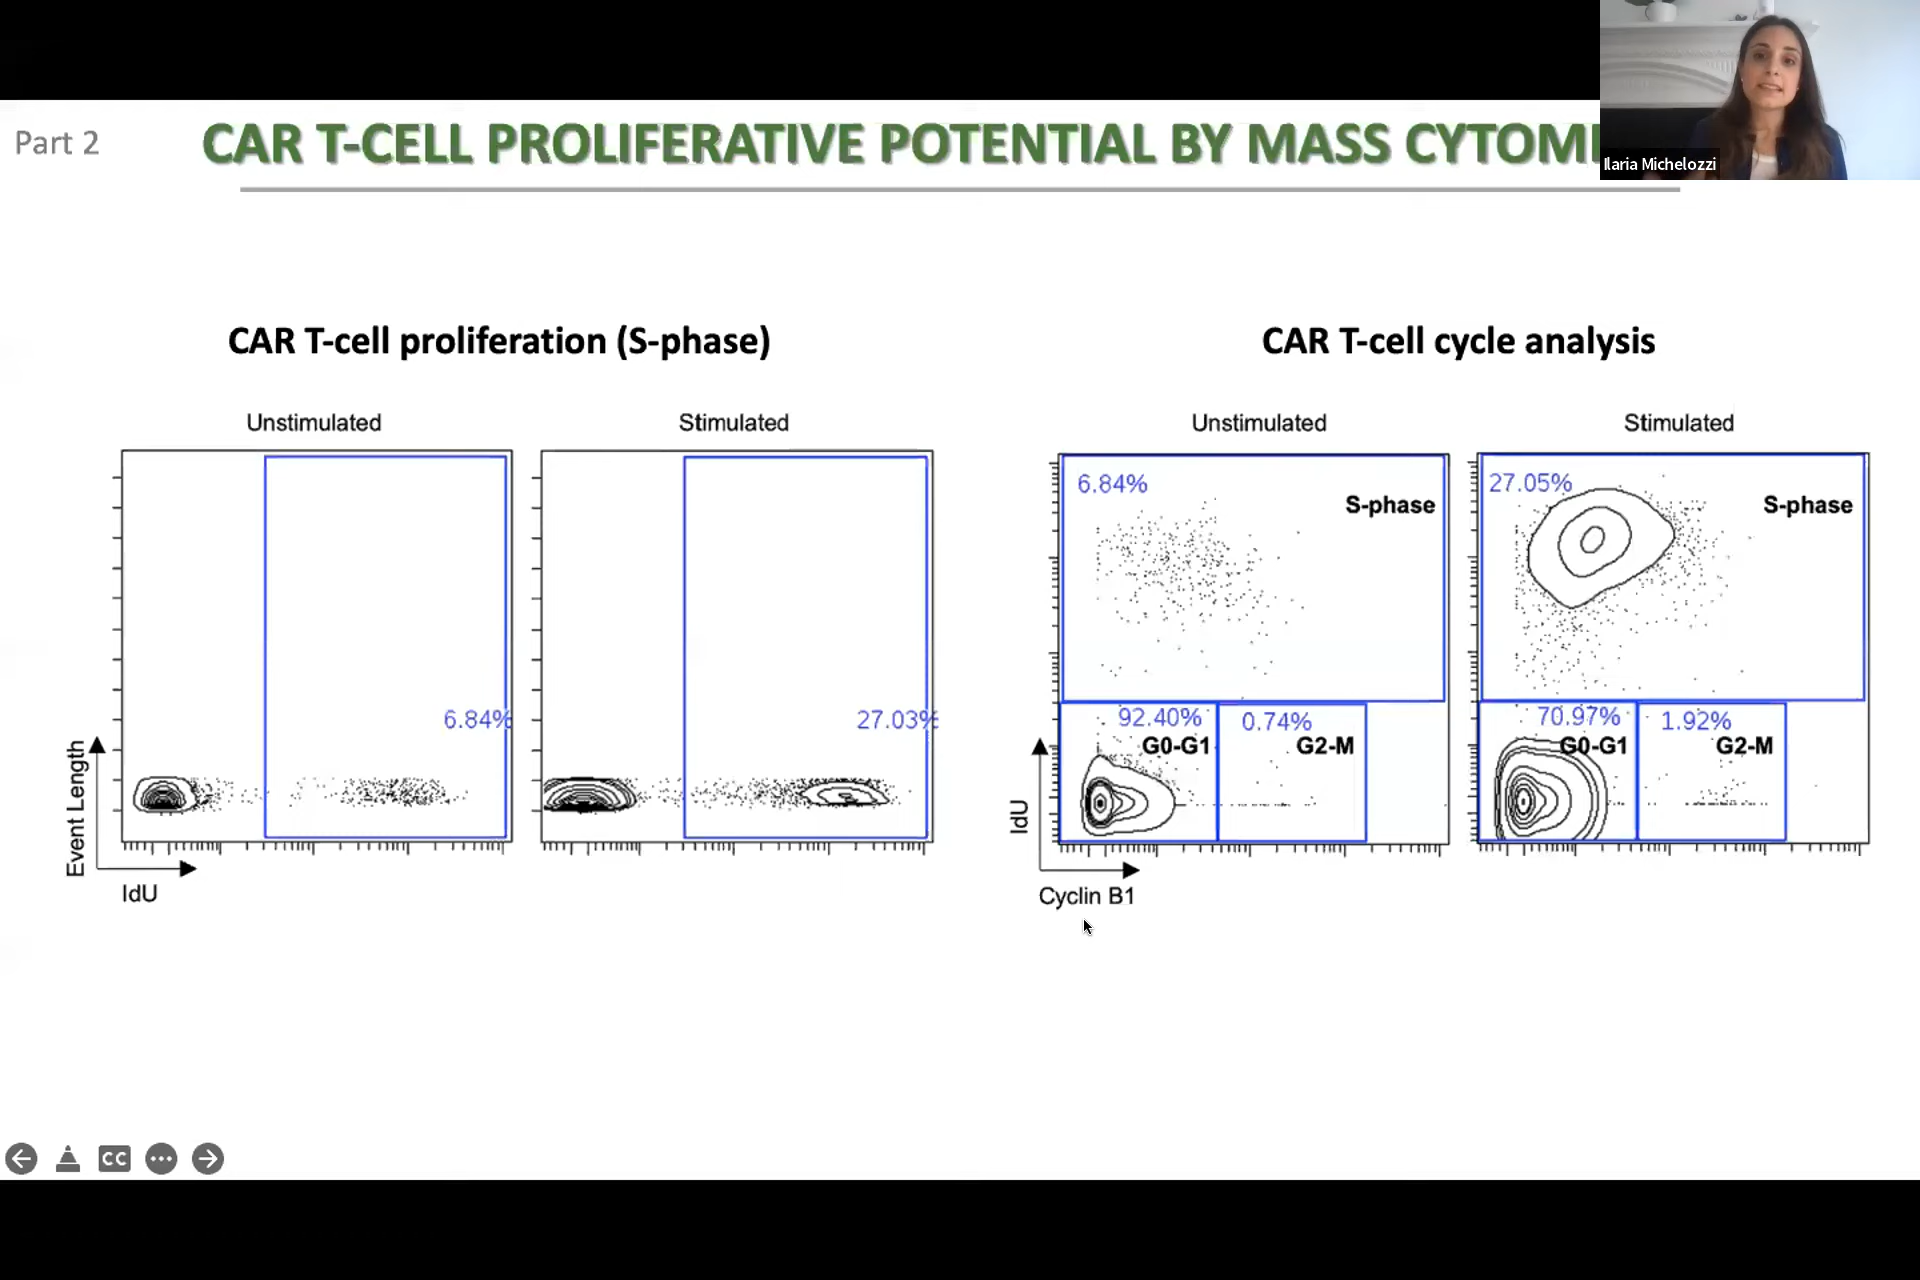 Part 2
CAR T-CELL PROLIFERATIVE POTENTIAL BY MASS CYTOM
Ilaria Michelozzi
CAR T-cell proliferation (S-phase)
CAR T-cell cycle analysis
Unstimulated
Stimulated
Unstimulated
Stimulated
6.84%
27.03%
Event Length
IdU
6.84%
S-phase
27.05%
S-phase
92.40%
G0-G1
0.74%
G2-M
70.97%
G0-G1
1.92%
G2-M
IdU
Cyclin B1
CC